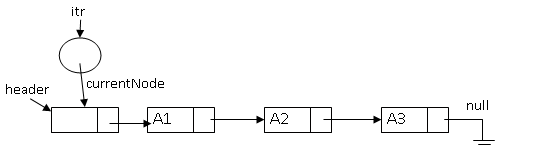 itr
currentNode
header
null
A1
A2
A3